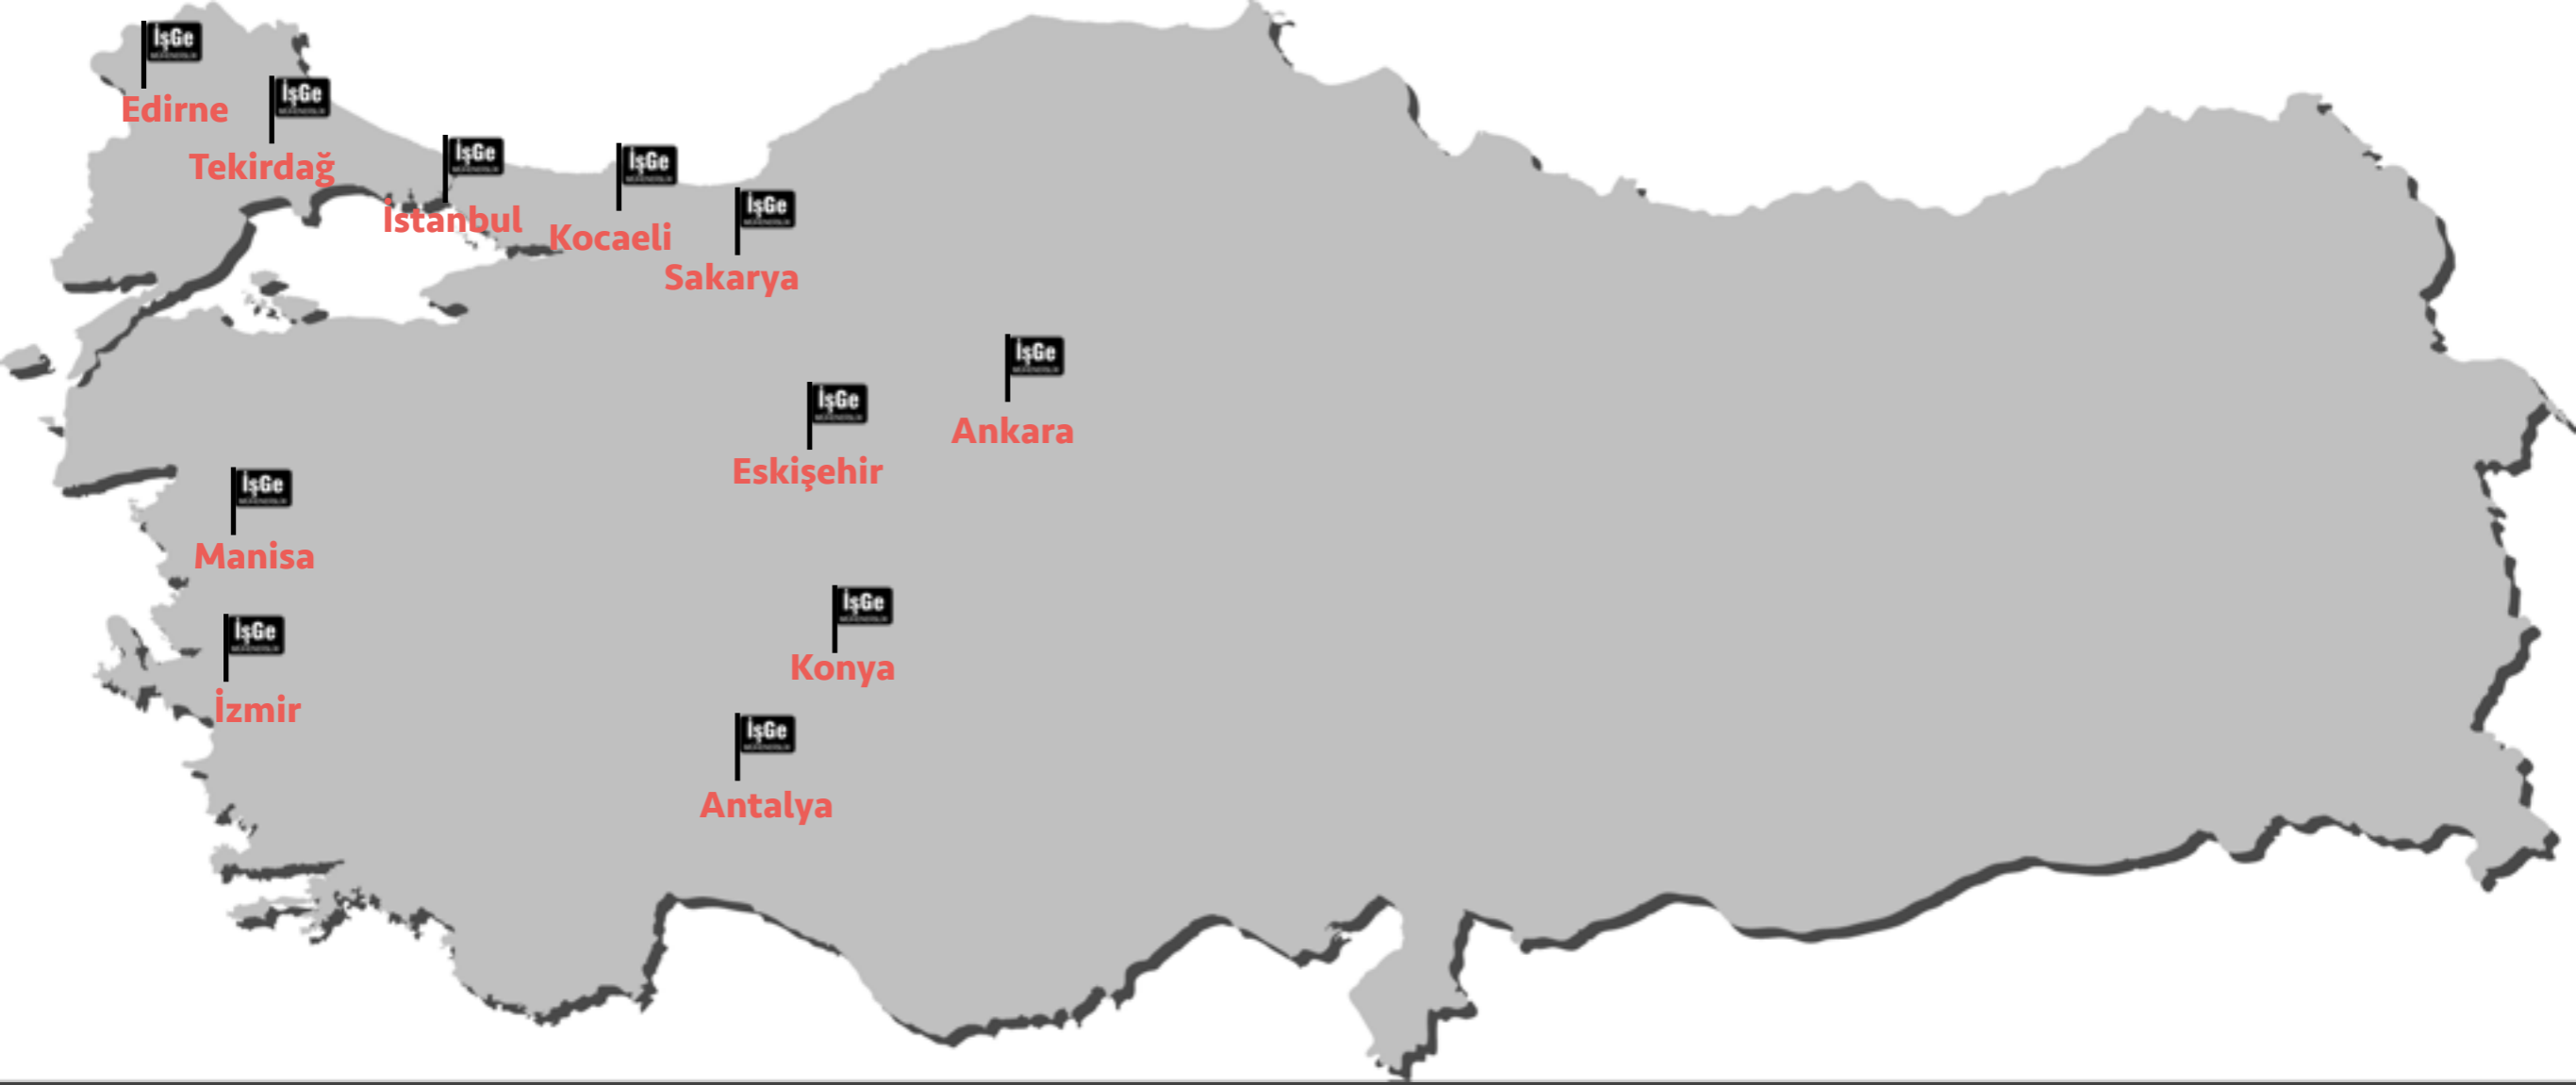 İşGe
Edirne
İşGe
Tekirdağ
İşGe
İstanbul
İşGe
Kocaeli
İşGe
Sakarya
İşGe
Ankara
İşGe
Eskişehir
İşGe
Manisa
İşGe
Konya
İşGe
İzmir
İşGe
Antalya